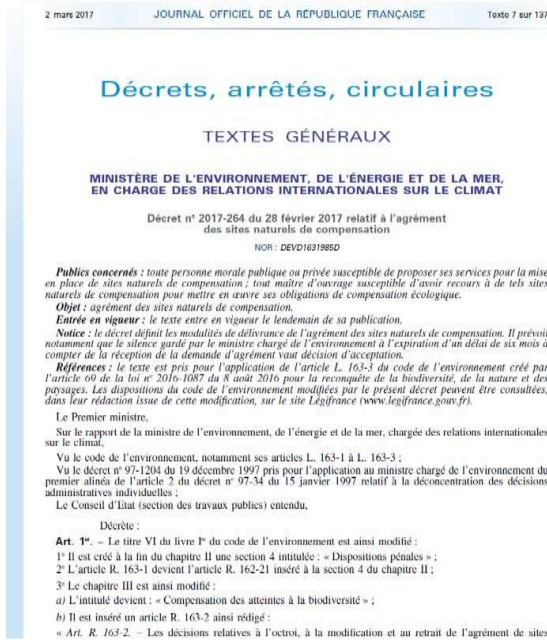 2 mars 2017
JOURNAL OFFICIEL DE LA RÉPUBLIQUE FRANÇAISE
Texte 7 sur 137
Décrets, arrêtés, circulaires
TEXTES GÉNÉRAUX
MINISTÈRE DE L'ENVIRONNEMENT, DE L'ÉNERGIE ET DE LA MER,
EN CHARGE DES RELATIONS INTERNATIONALES SUR LE CLIMAT
Décret n° 2017-264 du 28 février 2017 relatif à l'agrément
des sites naturels de compensation
NOR : DEVD1631985D
Publics concernés : toute personne morale publique ou privée susceptible de proposer ses services pour la mise
en place de sites naturels de compensation ; tout maître d'ouvrage susceptible d'avoir recours à de tels sites
naturels de compensation pour mettre en œuvre ses obligations de compensation écologique.
Objet : agrément des sites naturels de compensation.
Entrée en vigueur : le texte entre en vigueur le lendemain de sa publication.
Notice : le décret définit les modalités de délivrance de l'agrément des sites naturels de compensation. Il prévoit
notamment que le silence gardé par le ministre chargé de l'environnement à l'expiration d'un délai de six mois à
compter de la réception de la demande d'agrément vaut décision d'acceptation.
Références : le texte est pris pour l'application de l'article L. 163-3 du code de l'environnement créé par
l'article 69 de la loi n° 2016-1087 du 8 août 2016 pour la reconquête de la biodiversité, de la nature et des
paysages. Les dispositions du code de l'environnement modifiées par le présent décret peuvent être consultées,
dans leur rédaction issue de cette modification, sur le site Légifrance (www.legifrance.gouv.fr).
Le Premier ministre,
Sur le rapport de la ministre de l'environnement, de l'énergie et de la mer, chargée des relations internationales
sur le climat,
Vu le code de l'environnement, notamment ses articles L. 163-1 à L. 163-3 ;
Vu le décret n° 97-1204 du 19 décembre 1997 pris pour l'application au ministre chargé de l'environnement du
premier alinéa de l'article 2 du décret n° 97-34 du 15 janvier 1997 relatif à la déconcentration des décisions
administratives individuelles ;
Le Conseil d'Etat (section des travaux publics) entendu,
Décrète :
Art. 1er. – Le titre VI du livre Ier du code de l'environnement est ainsi modifié :
1° Il est créé à la fin du chapitre II une section 4 intitulée : « Dispositions pénales » ;
2° L'article R. 163-1 devient l'article R. 162-21 inséré à la section 4 du chapitre II ;
3° Le chapitre III est ainsi modifié :
a) L'intitulé devient : « Compensation des atteintes à la biodiversité » ;
b) Il est inséré un article R. 163-2 ainsi rédigé :
« Art. R. 163-2. – Les décisions relatives à l'octroi, à la modification et au retrait de l'agrément de sites